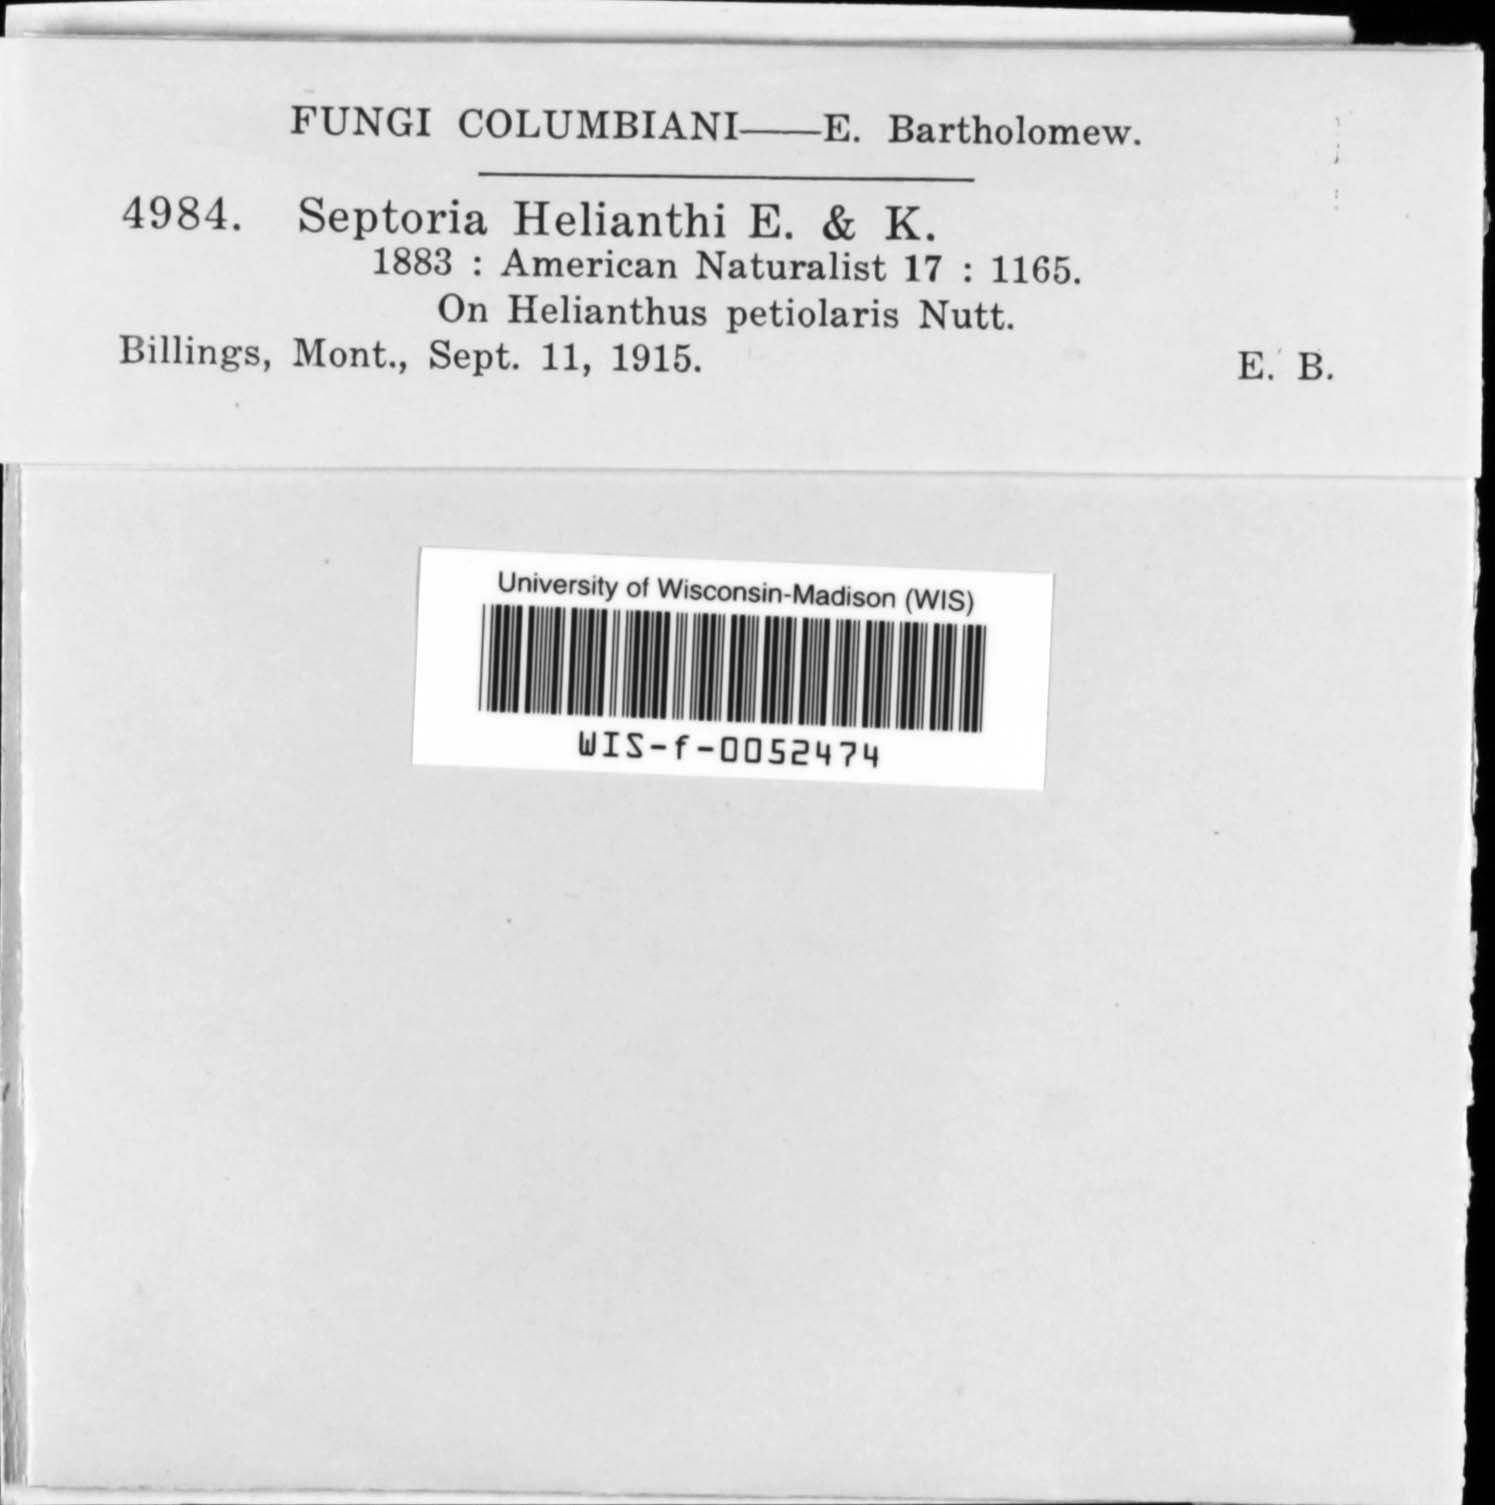 FUNGI COLUMBIANI——E. Bartholomew.
4984. Septoria Helianthi E. & K.
1883 : American Naturalist 17 : 1165.
On Helianthus petiolaris Nutt.
Billings, Mont., Sept. 11, 1915. E. B.
University of Wisconsin-Madison (WIS)
WIS-f-0052474